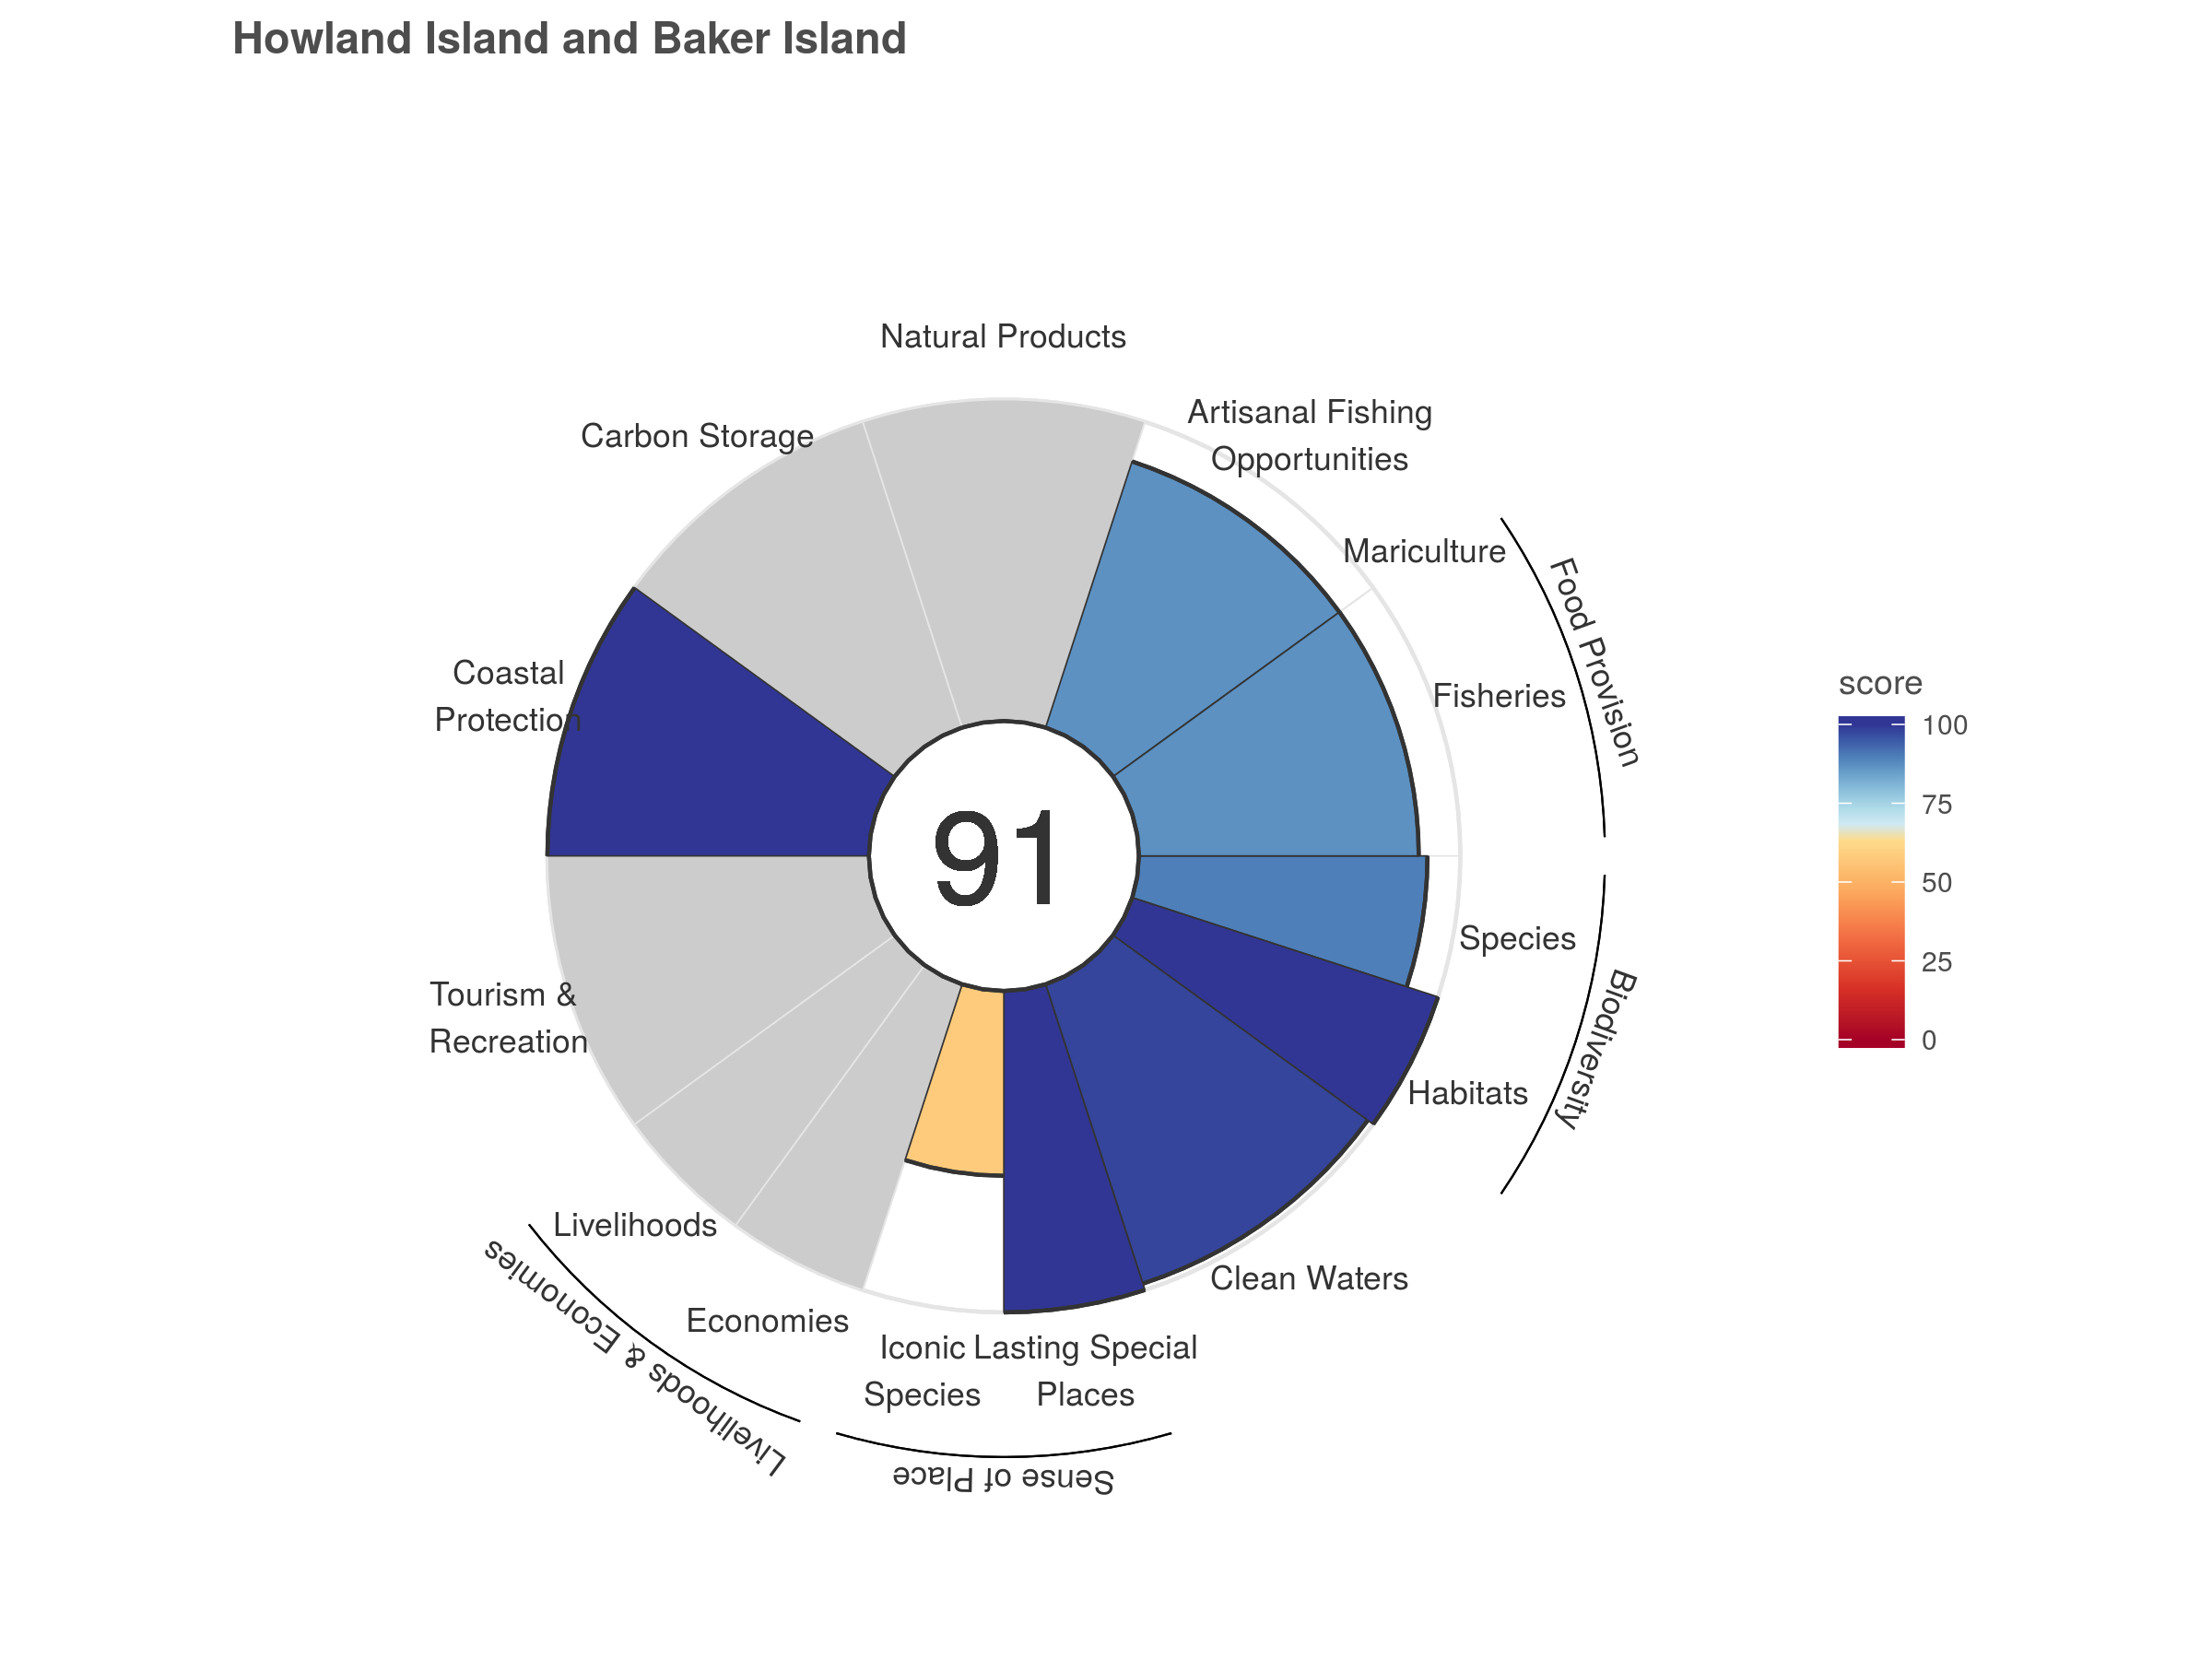 Howland Island and Baker Island
Natural Products
Artisanal Fishing
Opportunities
Carbon Storage
Mariculture
Food Provision
Fisheries
Coastal
Protection
score
100
75
50
25
0
91
Species
Biodiversity
Tourism &
Recreation
Habitats
Livelihoods
Clean Waters
Livelihoods & Economies
Economies
Iconic
Species
Lasting Special
Places
Sense of Place